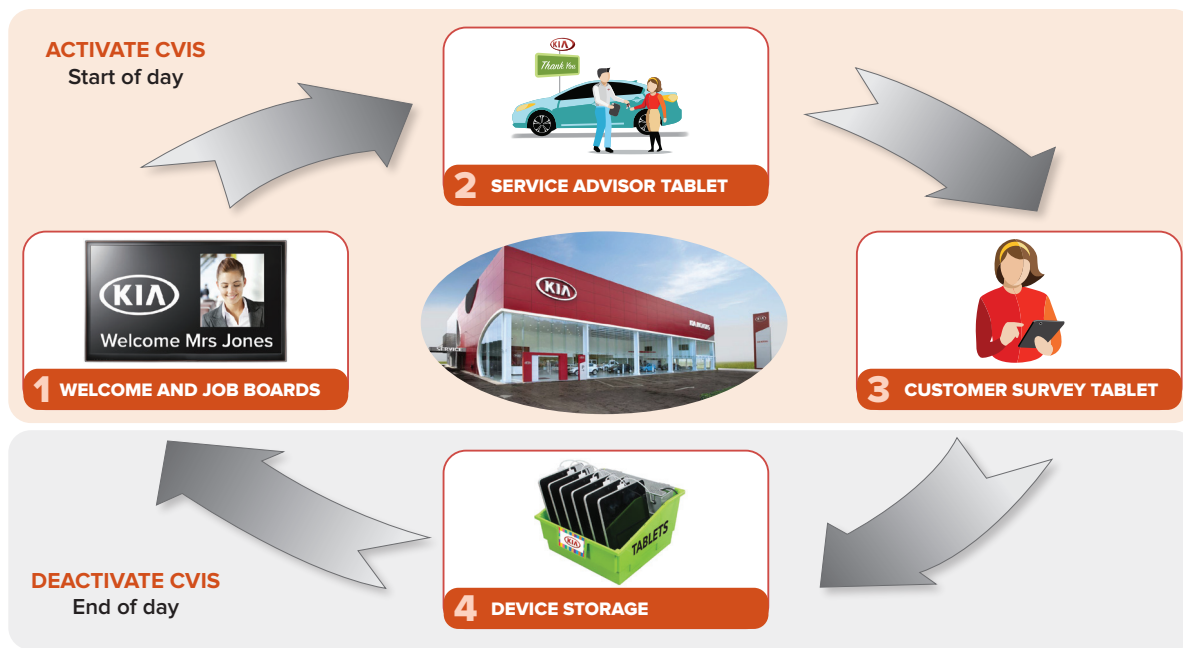 ACTIVATE CVIS
Start of day
KIA
Thank You
2 SERVICE ADVISOR TABLET
KIA
Welcome Mrs Jones
1 WELCOME AND JOB BOARDS
KIA
SERVICE
3 CUSTOMER SURVEY TABLET
KIA
TABLETS
DEACTIVATE CVIS
End of day
4 DEVICE STORAGE